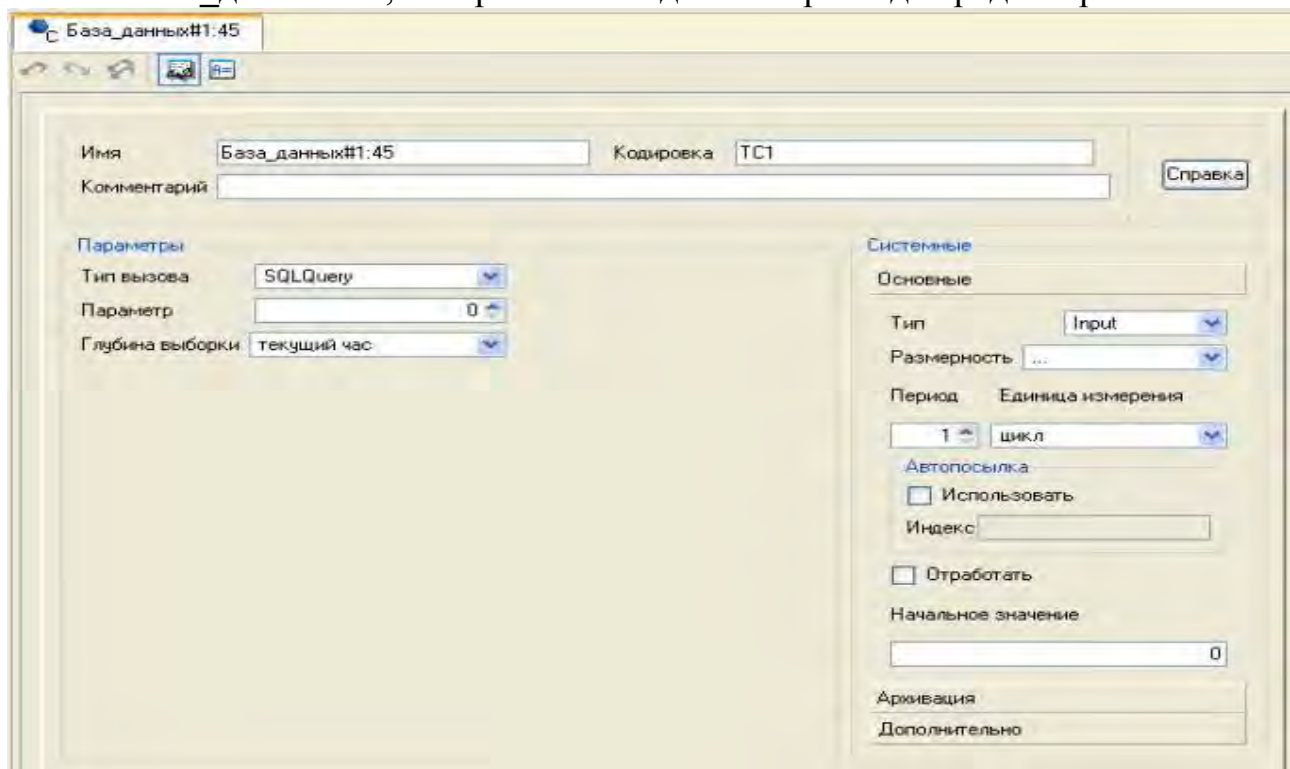 База_данных#1:45
Имя База_данных#1:45 Кодировка TC1
Комментарий
Справка
Параметры
Тип вызова SQLQuery
Параметр 0
Глубина выборки текущий час
Системные
Основные
Тип Input
Размерность ...
Период Единица измерения
1 цикл
Автопосылка
Использовать
Индекс
Отработать
Начальное значение
0
Архивация
Дополнительно